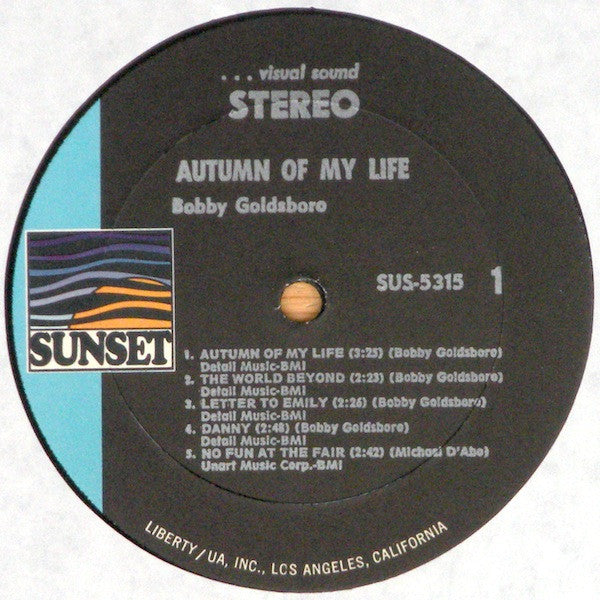 . . . visual sound
STEREO
AUTUMN OF MY LIFE
Bobby Goldsboro
SUS-5315 1
SUNSET
1. AUTUMN OF MY LIFE (3:25) (Bobby Goldsboro)
Detail Music-BMI
2. THE WORLD BEYOND (2:23) (Bobby Goldsboro)
Detail Music-BMI
3. LETTER TO EMILY (2:26) (Bobby Goldsboro)
Detail Music-BMI
4. DANNY (2:48) (Bobby Goldsboro)
Detail Music-BMI
5. NO FUN AT THE FAIR (2:42) (Michael D'Abo)
Unart Music Corp.-BMI
LIBERTY/UA, INC., LOS ANGELES, CALIFORNIA